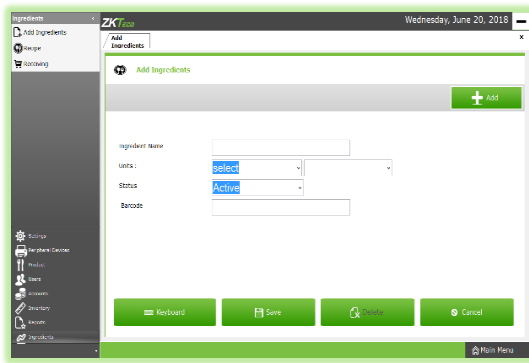 Ingredients
Add Ingredients
Recipe
Receiving
Settings
Peripheral Devices
Product
Users
Accounts
Inventory
Reports
Ingredients
ZKTeco
Wednesday, June 20, 2018
Add
Ingredients
x
Add Ingredients
Add
Ingredient Name
Units :
select
Status
Active
Barcode
Keyboard
Save
Delete
Cancel
Main Menu